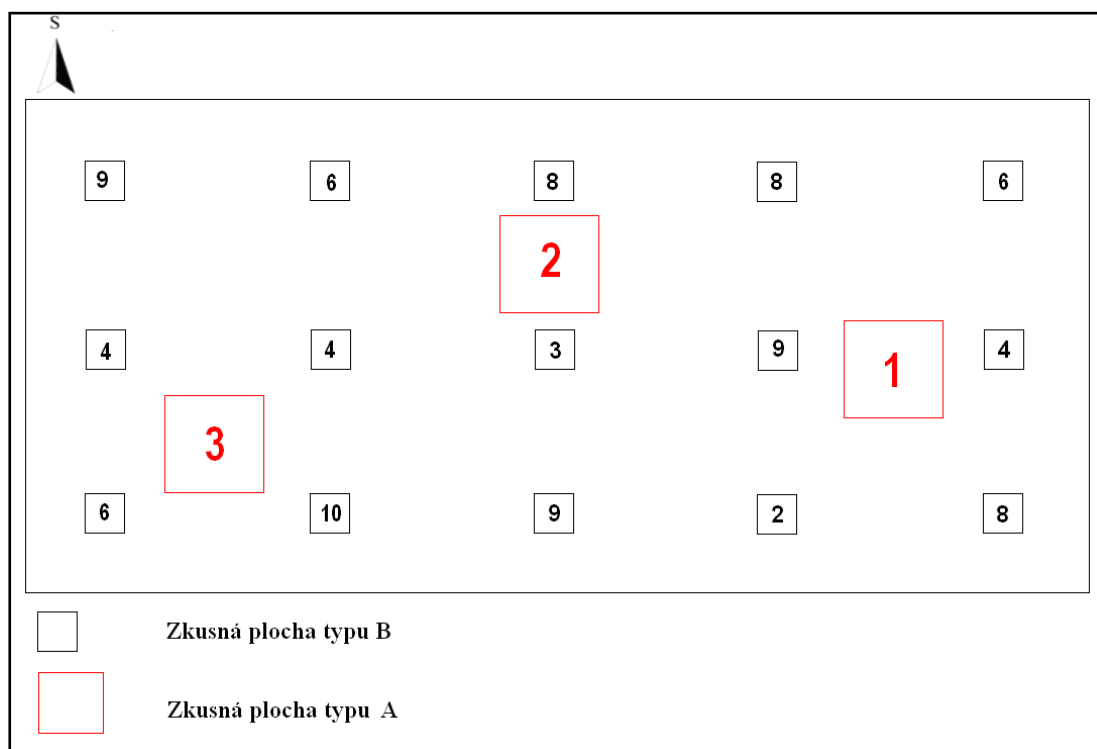 S
9 6 8 8 6
2
4 4 3 9 4
1
3
6 10 9 2 8
Zkusná plocha typu B
Zkusná plocha typu A